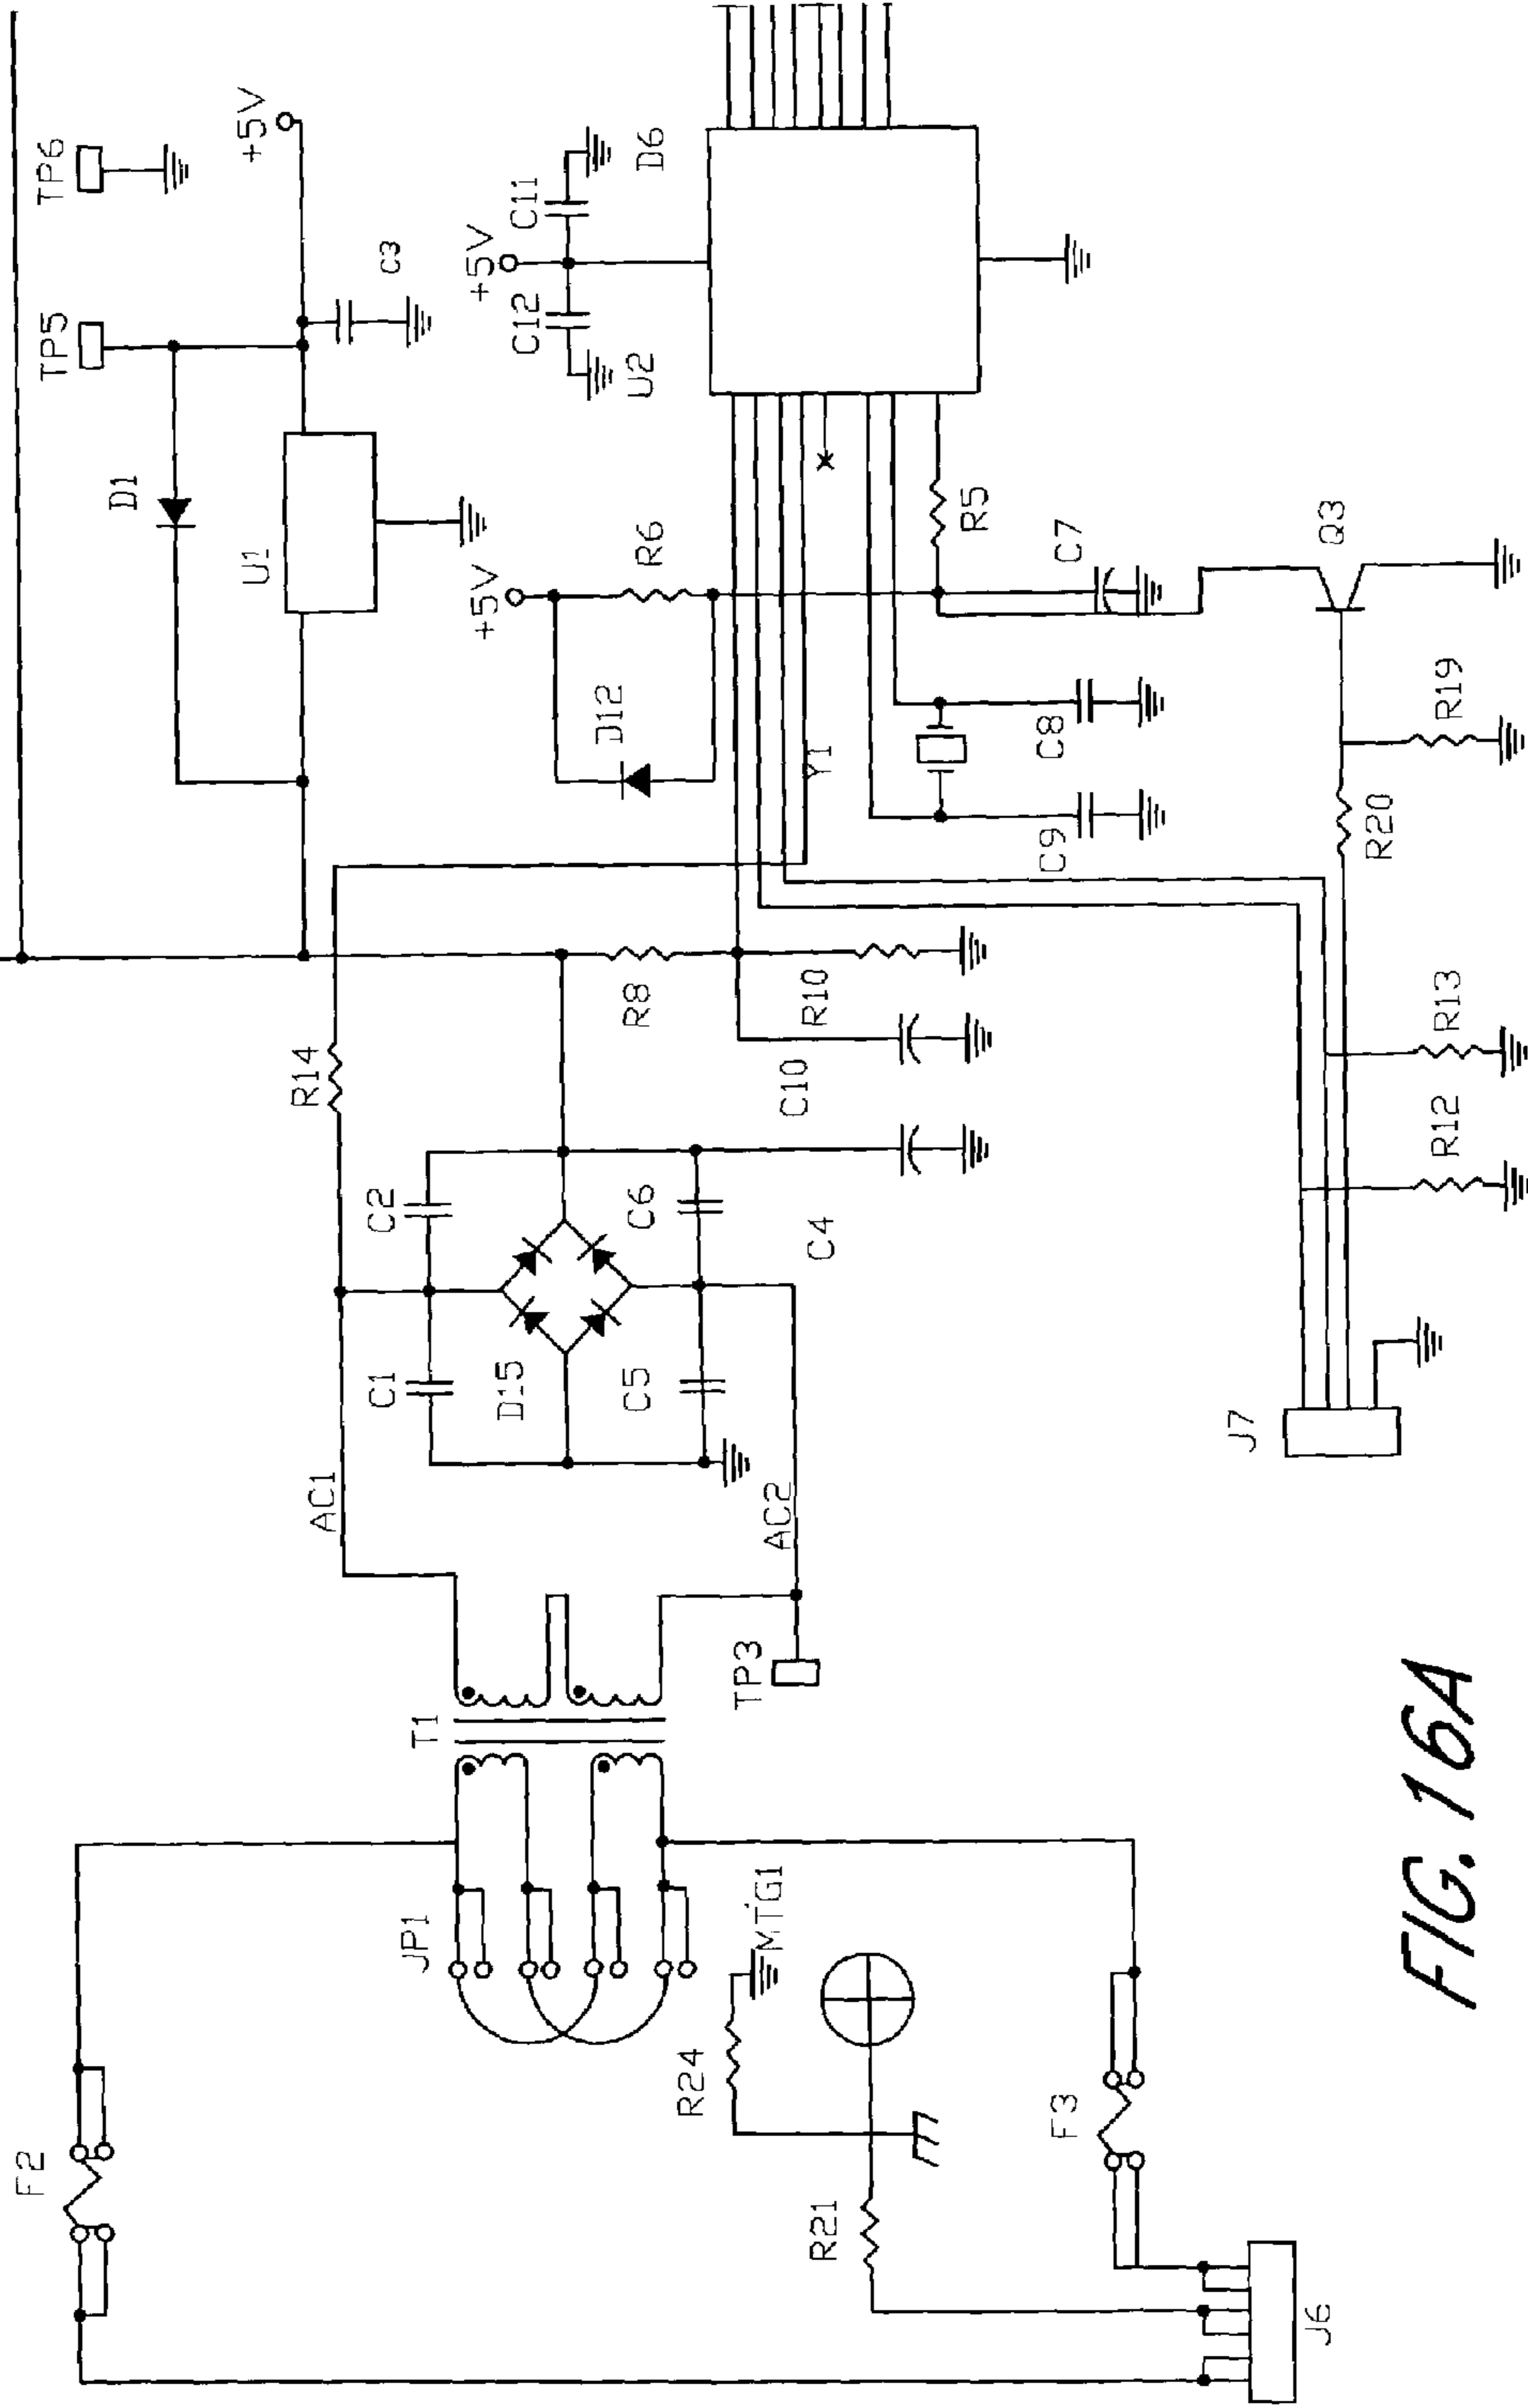 TP6
TP5
+5V
C3
D1
U1
+5V
C11
C12
D6
U2
+5V
R6
D12
R5
C7
Q3
Y1
C8
C9
R19
R20
R14
R8
R10
C10
R13
R12
C2
C6
C4
C1
D15
C5
J7
AC1
AC2
T1
TP3
JP1
MTG1
R24
F2
R21
F3
J6
FIG. 16A